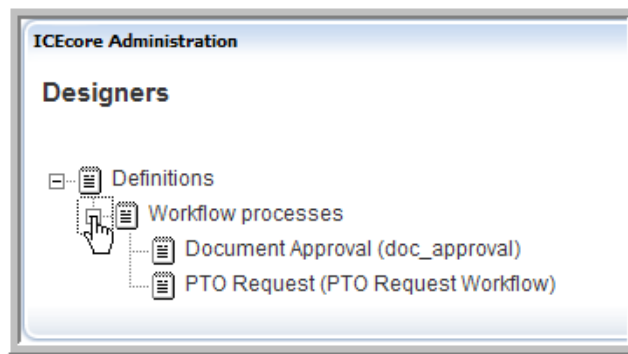 ICEcore Administration
Designers
Definitions
Workflow processes
Document Approval (doc_approval)
PTO Request (PTO Request Workflow)